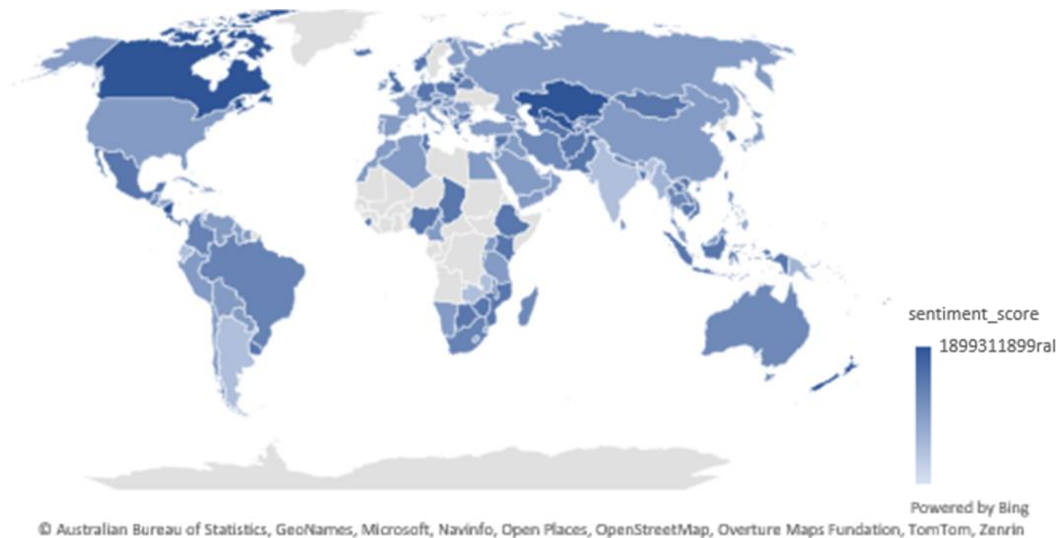 sentiment_score
1899311899ral
Powered by Bing
© Australian Bureau of Statistics, GeoNames, Microsoft, Navinfo, Open Places, OpenStreetMap, Overture Maps Fundation, TomTom, Zenrin